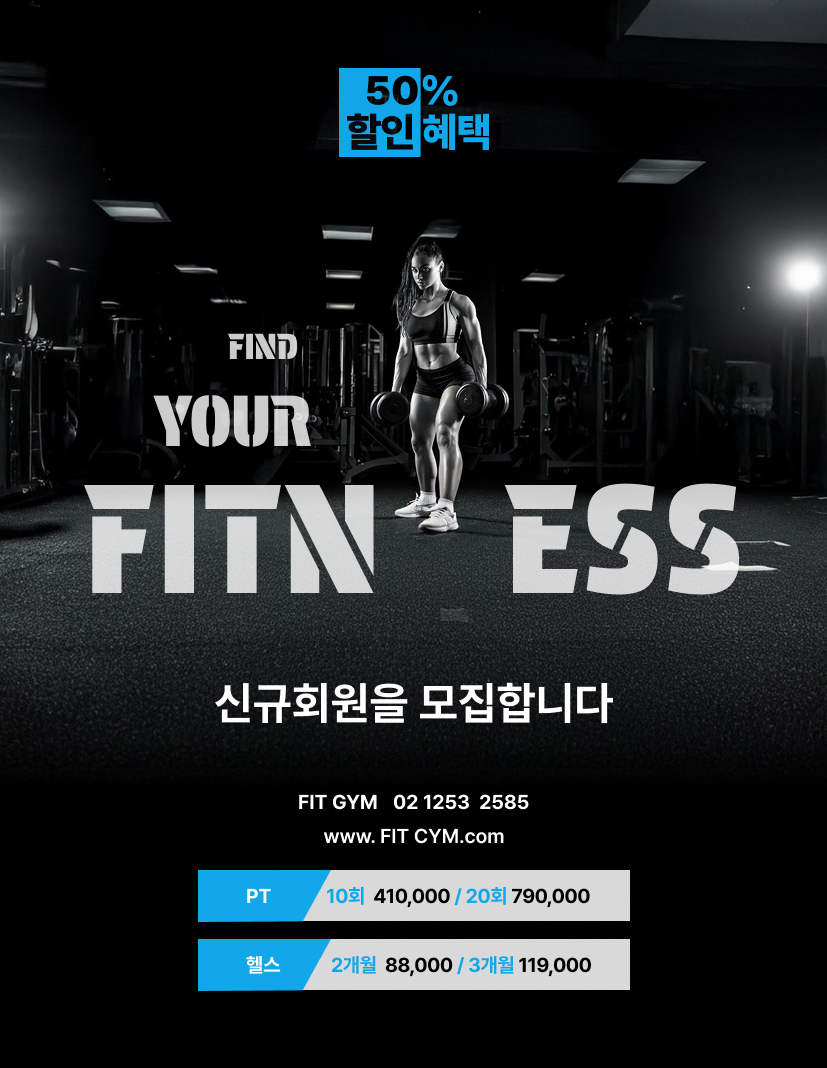 50%
할인혜택
FIND
YOUR
FITN ESS
신규회원을 모집합니다
FIT GYM 02 1253 2585
www. FIT CYM.com
PT 10회 410,000 / 20회 790,000
헬스 2개월 88,000 / 3개월 119,000